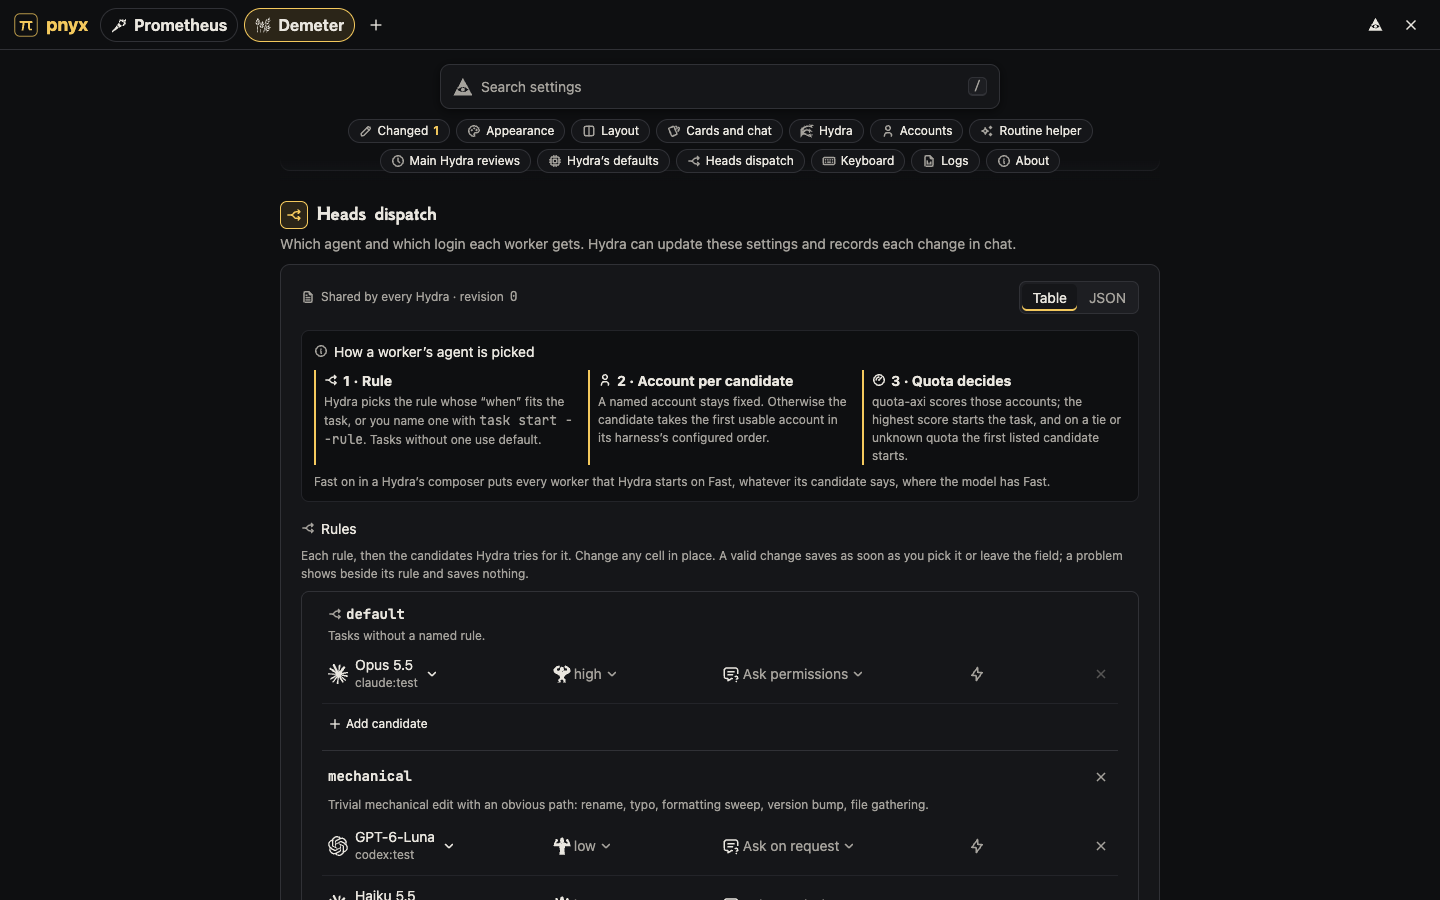 π pnyx Prometheus Demeter +
Search settings /
Changed 1 Appearance Layout Cards and chat Hydra Accounts Routine helper
Main Hydra reviews Hydra's defaults Heads dispatch Keyboard Logs About
Heads dispatch
Which agent and which login each worker gets. Hydra can update these settings and records each change in chat.
Shared by every Hydra · revision 0
Table JSON
How a worker's agent is picked
1 · Rule
Hydra picks the rule whose “when” fits the
task, or you name one with task start -
-rule. Tasks without one use default.
2 · Account per candidate
A named account stays fixed. Otherwise the
candidate takes the first usable account in
its harness's configured order.
3 · Quota decides
quota-axi scores those accounts; the
highest score starts the task, and on a tie or
unknown quota the first listed candidate
starts.
Fast on in a Hydra's composer puts every worker that Hydra starts on Fast, whatever its candidate says, where the model has Fast.
Rules
Each rule, then the candidates Hydra tries for it. Change any cell in place. A valid change saves as soon as you pick it or leave the field; a problem
shows beside its rule and saves nothing.
default
Tasks without a named rule.
Opus 5.5
claude:test
high
Ask permissions
+ Add candidate
mechanical
Trivial mechanical edit with an obvious path: rename, typo, formatting sweep, version bump, file gathering.
GPT-6-Luna
codex:test
low
Ask on request
Haiku 5.5